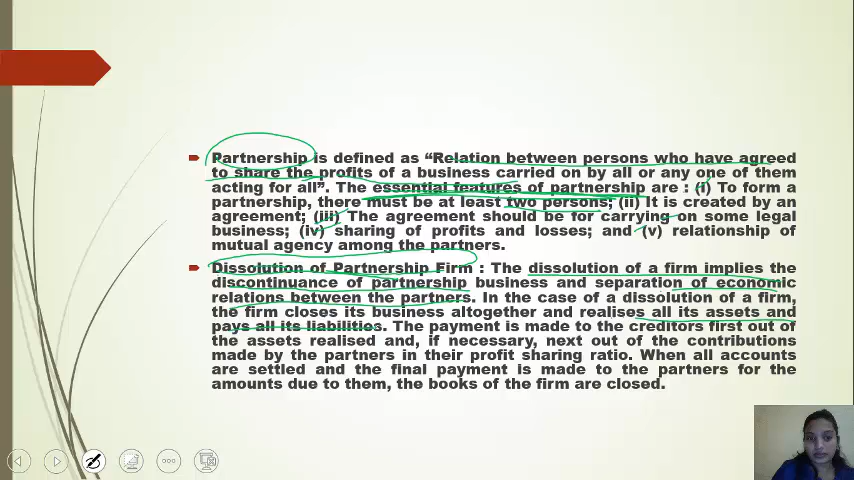 Partnership is defined as “Relation between persons who have agreed
to share the profits of a business carried on by all or any one of them
acting for all”. The essential features of partnership are : (i) To form a
partnership, there must be at least two persons; (ii) It is created by an
agreement; (iii) The agreement should be for carrying on some legal
business; (iv) sharing of profits and losses; and (v) relationship of
mutual agency among the partners.
Dissolution of Partnership Firm : The dissolution of a firm implies the
discontinuance of partnership business and separation of economic
relations between the partners. In the case of a dissolution of a firm,
the firm closes its business altogether and realises all its assets and
pays all its liabilities. The payment is made to the creditors first out of
the assets realised and, if necessary, next out of the contributions
made by the partners in their profit sharing ratio. When all accounts
are settled and the final payment is made to the partners for the
amounts due to them, the books of the firm are closed.